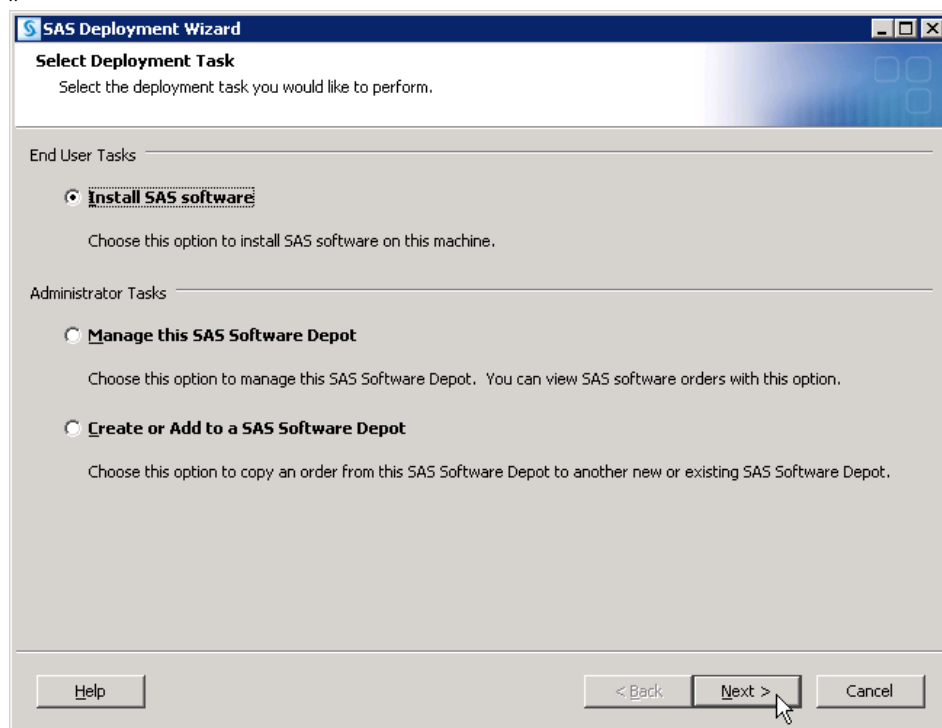 SAS Deployment Wizard
Select Deployment Task
Select the deployment task you would like to perform.
End User Tasks
Install SAS software
Choose this option to install SAS software on this machine.
Administrator Tasks
Manage this SAS Software Depot
Choose this option to manage this SAS Software Depot. You can view SAS software orders with this option.
Create or Add to a SAS Software Depot
Choose this option to copy an order from this SAS Software Depot to another new or existing SAS Software Depot.
Help
< Back
Next >
Cancel